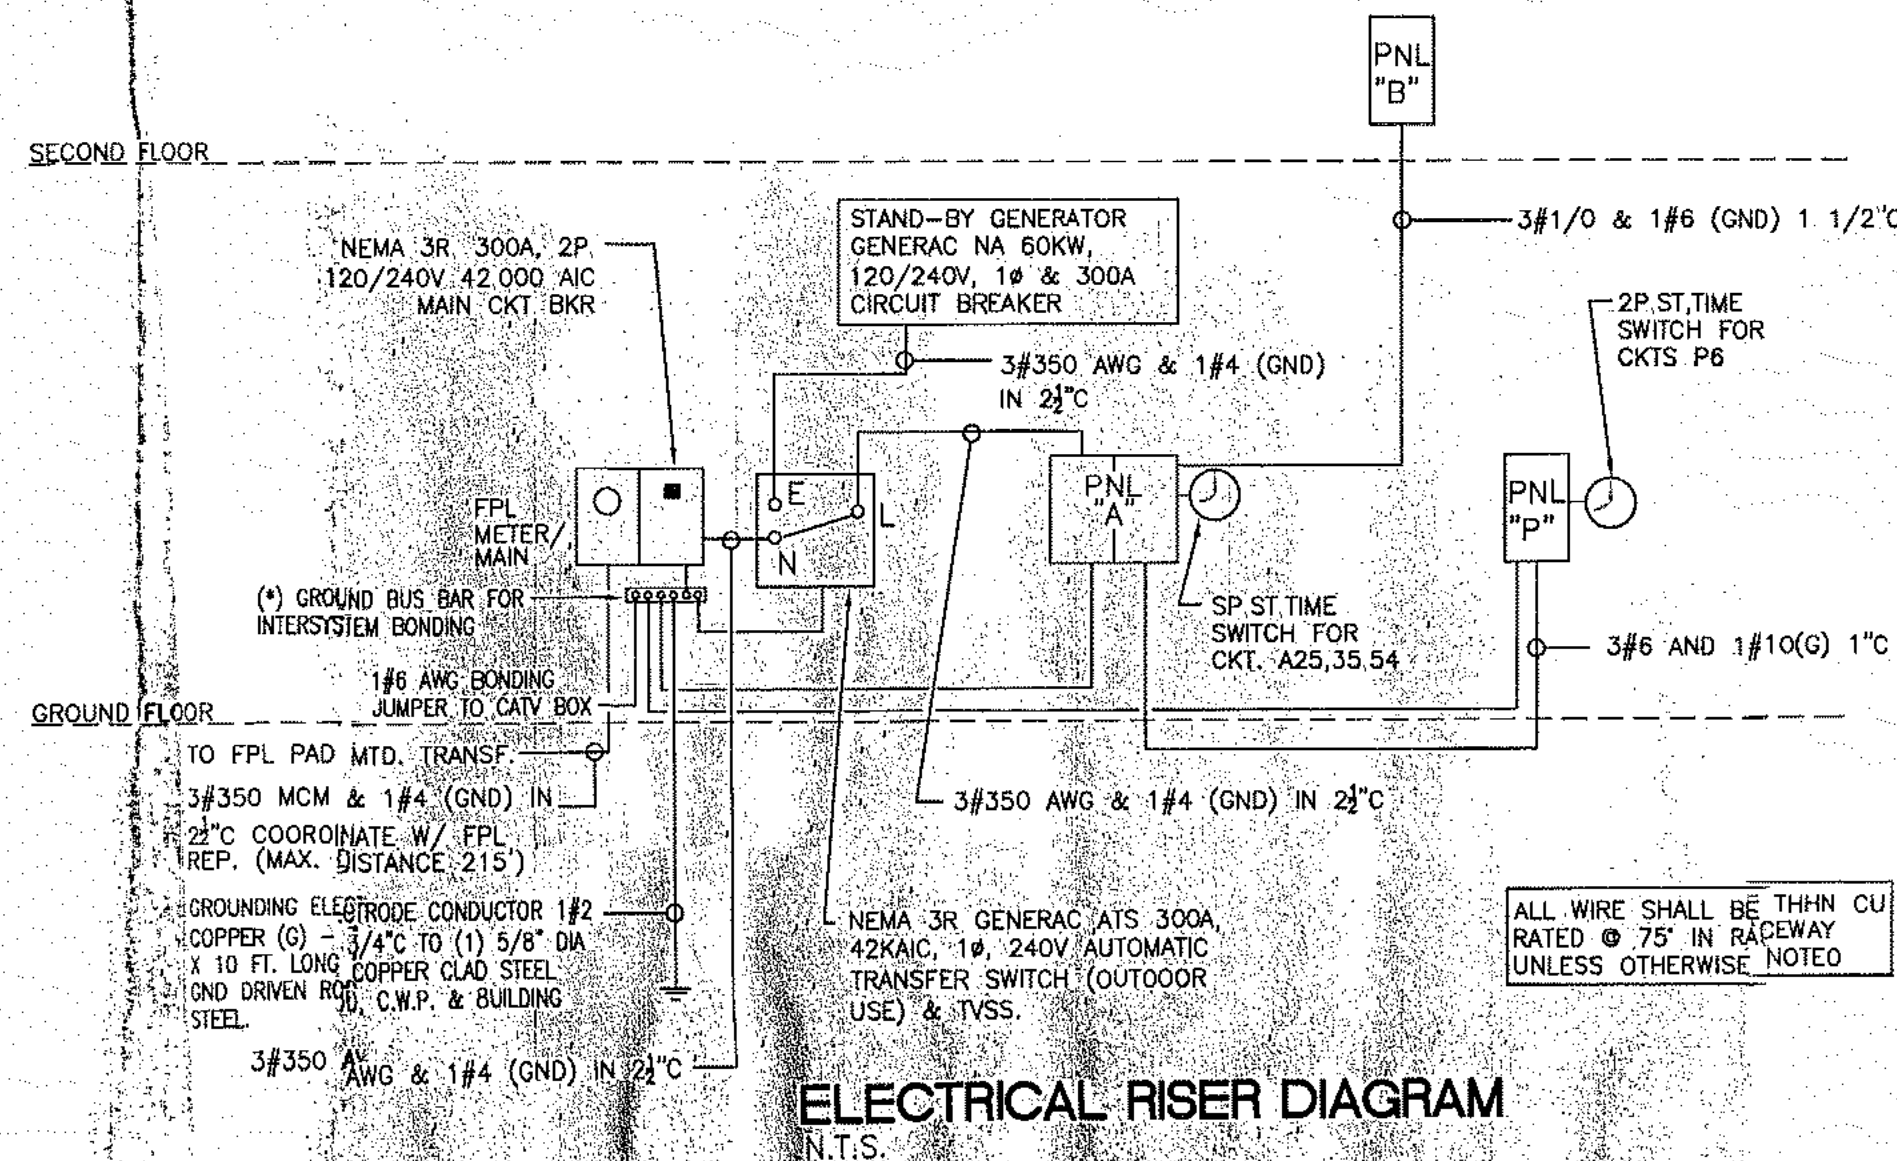 PNL
"B"
SECOND FLOOR
3#1/0 & 1#6 (GND) 1 1/2"C
NEMA 3R 300A, 2P,
120/240V 42,000 AIC
MAIN CKT BKR
STAND-BY GENERATOR
GENERAC NA 60KW,
120/240V, 1ø & 300A
CIRCUIT BREAKER
2P,ST,TIME
SWITCH FOR
CKTS P6
3#350 AWG & 1#4 (GND)
IN 2½"C
FPL
METER/
MAIN
E
L
N
PNL
"A"
PNL
"P"
(*) GROUND BUS BAR FOR
INTERSYSTEM BONDING
SP,ST,TIME
SWITCH FOR
CKT. A25,35,54
3#6 AND 1#10(G) 1"C
1#6 AWG BONDING
JUMPER TO CATV BOX
GROUND FLOOR
TO FPL PAD MTD. TRANSF.
3#350 MCM & 1#4 (GND) IN
2½"C COOROINATE W/ FPL
REP. (MAX. DISTANCE 215')
3#350 AWG & 1#4 (GND) IN 2½"C
GROUNDING ELECTRODE CONDUCTOR 1#2
COPPER (G) - 3/4"C TO (1) 5/8" DIA
X 10 FT. LONG COPPER CLAD STEEL
GND DRIVEN ROD, C.W.P. & BUILDING
STEEL.
NEMA 3R GENERAC ATS 300A,
42KAIC, 1ø, 240V AUTOMATIC
TRANSFER SWITCH (OUTOOOR
USE) & TVSS.
ALL WIRE SHALL BE THHN CU
RATED @ 75° IN RACEWAY
UNLESS OTHERWISE NOTEO
3#350 AWG & 1#4 (GND) IN 2½"C
ELECTRICAL RISER DIAGRAM
N.T.S.